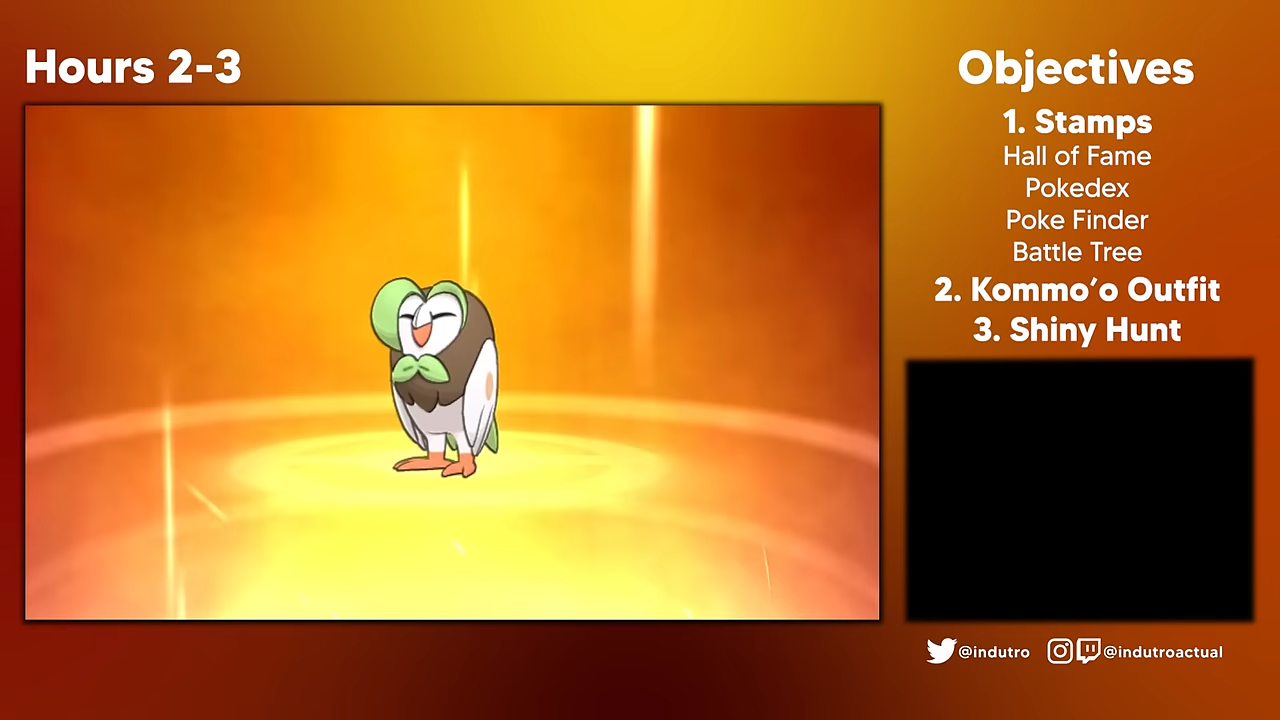 Hours 2-3
Objectives
1. Stamps
Hall of Fame
Pokedex
Poke Finder
Battle Tree
2. Kommo’o Outfit
3. Shiny Hunt
@indutro @indutroactual